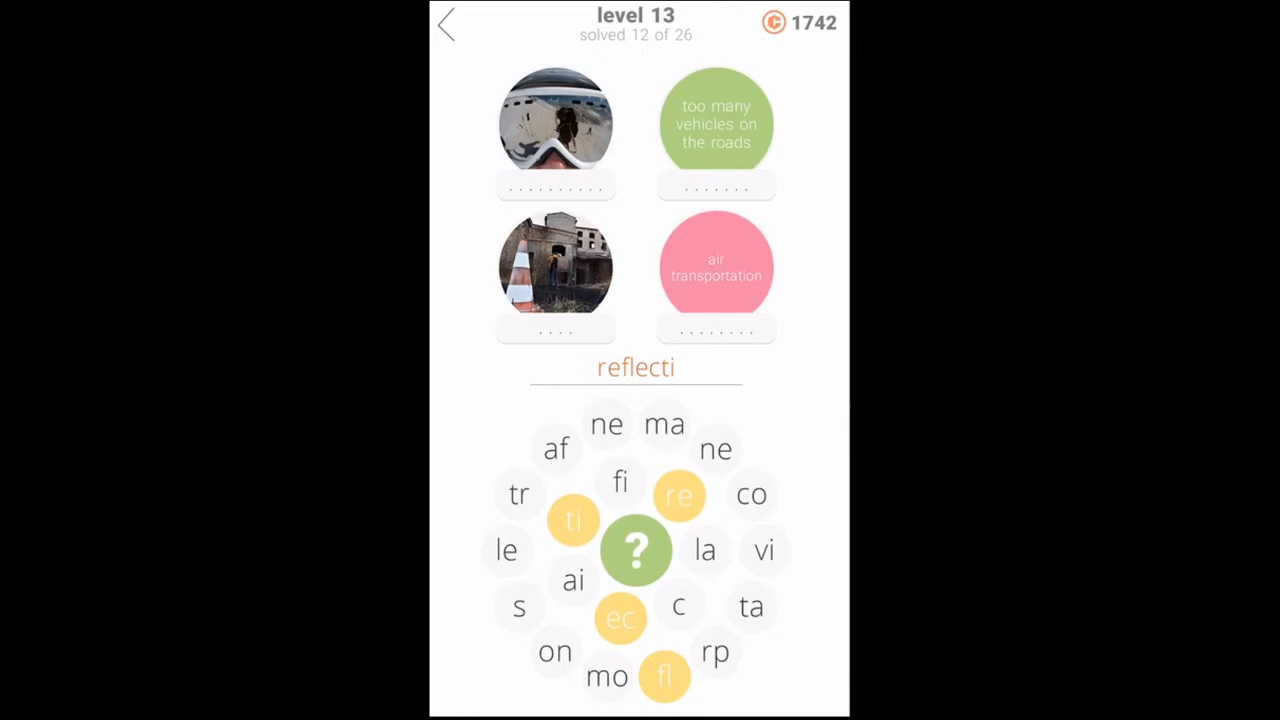 level 13
solved 12 of 26
1742
too many
vehicles on
the roads
. . . . . . . . . .
. . . . . . .
air
transportation
. . . .
. . . . . . . .
reflecti
ne
ma
af
ne
fi
tr
re
co
ti
?
le
la
vi
ai
s
ec
c
ta
on
rp
mo
fl